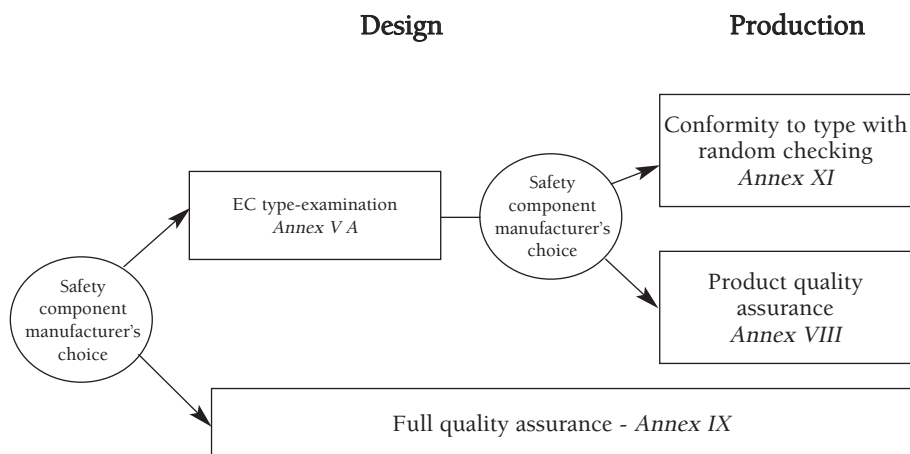 Design
Production
Conformity to type with
random checking
Annex XI
EC type-examination
Annex V A
Safety
component
manufacturer's
choice
Product quality
assurance
Annex VIII
Safety
component
manufacturer's
choice
Full quality assurance - Annex IX